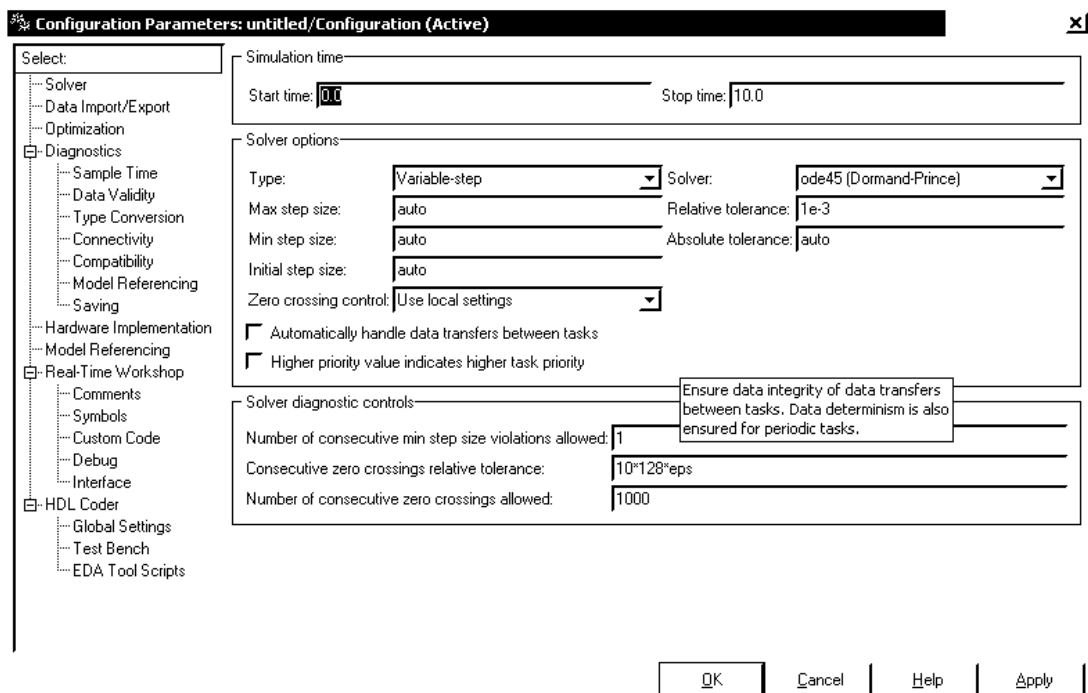 Configuration Parameters: untitled/Configuration (Active)
Select:
Solver
Data Import/Export
Optimization
Diagnostics
Sample Time
Data Validity
Type Conversion
Connectivity
Compatibility
Model Referencing
Saving
Hardware Implementation
Model Referencing
Real-Time Workshop
Comments
Symbols
Custom Code
Debug
Interface
HDL Coder
Global Settings
Test Bench
EDA Tool Scripts
Simulation time
Start time: 0.0 Stop time: 10.0
Solver options
Type: Variable-step Solver: ode45 (Dormand-Prince)
Max step size: auto Relative tolerance: 1e-3
Min step size: auto Absolute tolerance: auto
Initial step size: auto
Zero crossing control: Use local settings
Automatically handle data transfers between tasks
Higher priority value indicates higher task priority
Ensure data integrity of data transfers
between tasks. Data determinism is also
ensured for periodic tasks.
Solver diagnostic controls
Number of consecutive min step size violations allowed: 1
Consecutive zero crossings relative tolerance: 10*128*eps
Number of consecutive zero crossings allowed: 1000
OK Cancel Help Apply